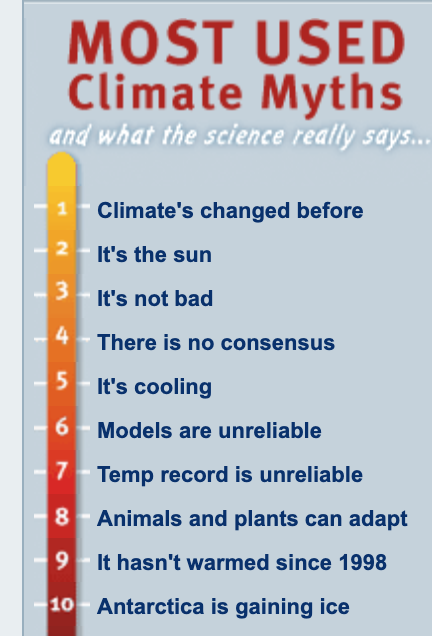 MOST USED
Climate Myths
and what the science really says...
1 Climate's changed before
2 It's the sun
3 It's not bad
4 There is no consensus
5 It's cooling
6 Models are unreliable
7 Temp record is unreliable
8 Animals and plants can adapt
9 It hasn't warmed since 1998
10 Antarctica is gaining ice